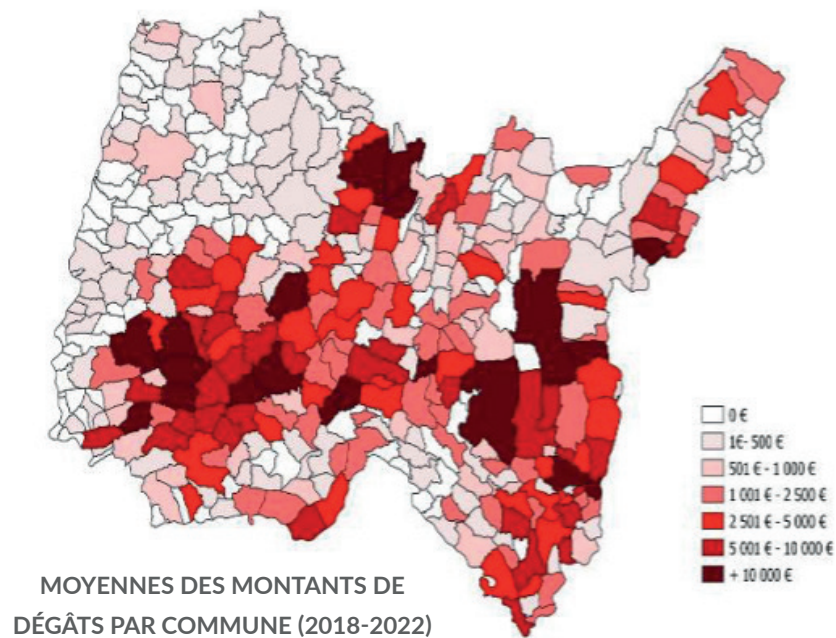 0 €
1€- 500 €
501 € - 1 000 €
1 001 € - 2 500 €
2 501 € - 5 000 €
5 001 € - 10 000 €
+ 10 000 €
MOYENNES DES MONTANTS DE
DÉGÂTS PAR COMMUNE (2018-2022)